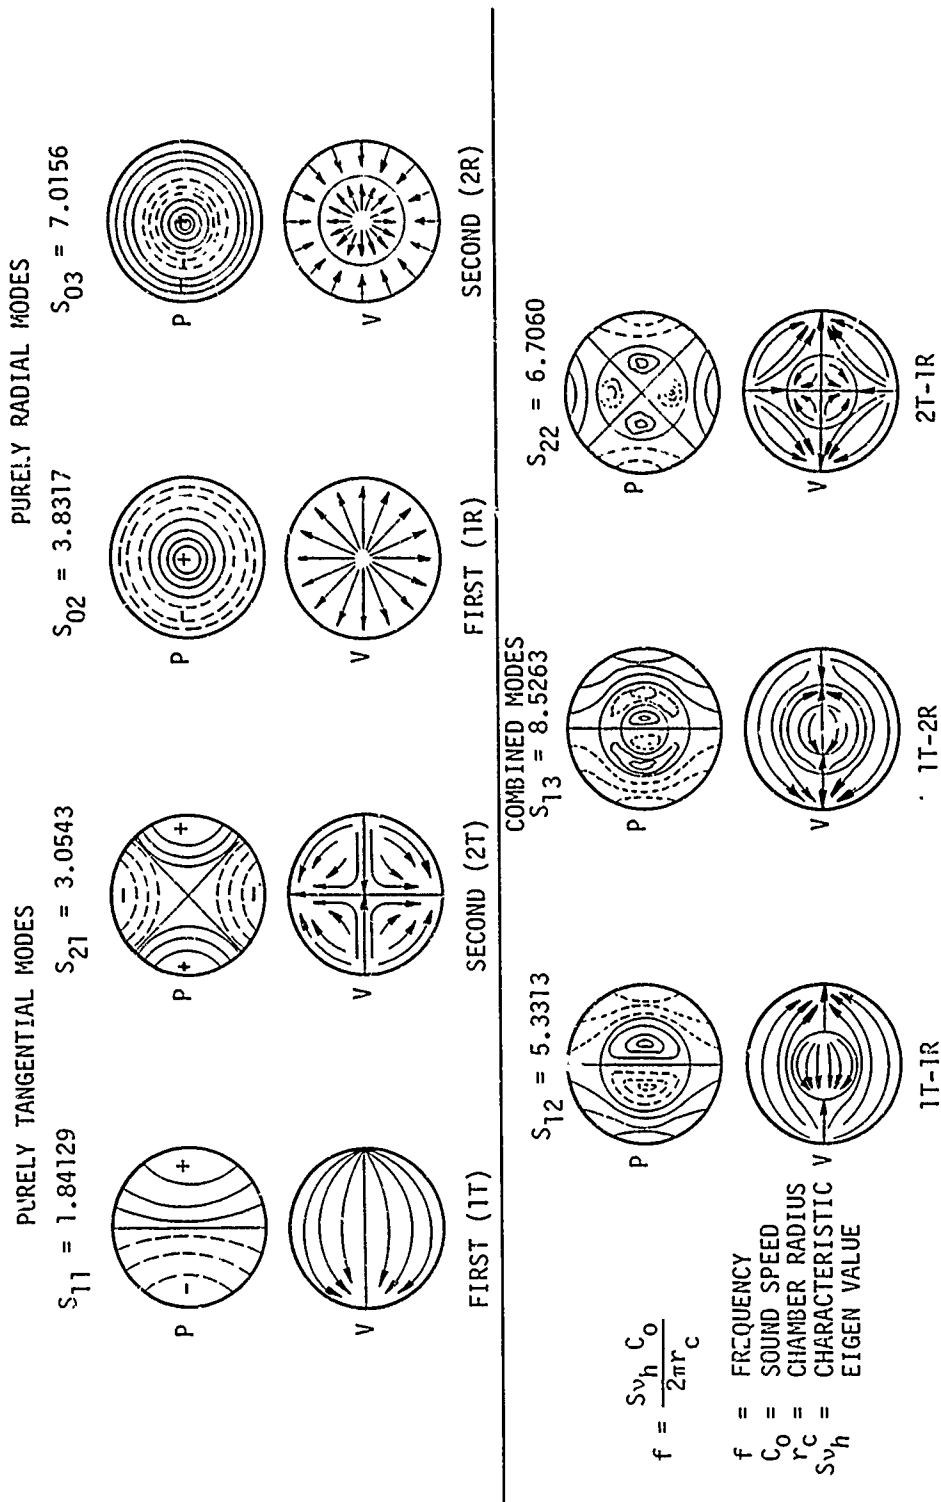 PURELY TANGENTIAL MODES
PURELY RADIAL MODES
S11 = 1.84129
S21 = 3.0543
S02 = 3.8317
S03 = 7.0156
P
-
+
P
+
+
-
-
P
+
-
P
+
-
+
V
V
V
V
FIRST (1T)
SECOND (2T)
FIRST (1R)
SECOND (2R)
COMBINED MODES
S12 = 5.3313
S13 = 8.5263
S22 = 6.7060
P
P
P
V
V
V
1T-1R
1T-2R
2T-1R
f = Sνh Co / 2πrc
f = FREQUENCY
Co = SOUND SPEED
rc = CHAMBER RADIUS
Sνh = CHARACTERISTIC
EIGEN VALUE